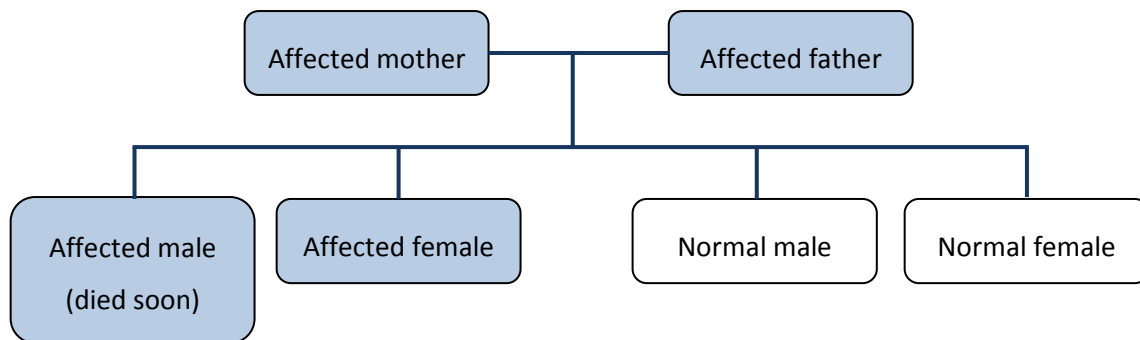 Affected mother
Affected father
Affected male
(died soon)
Affected female
Normal male
Normal female